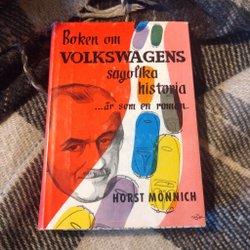 Boken om
VOLKSWAGENS
sagolika
historia
...är som en roman.
HORST MÖNNICH